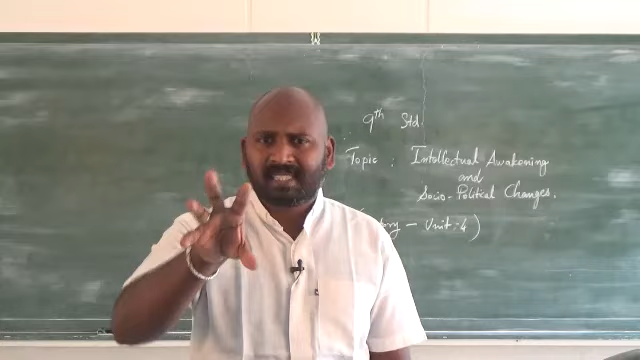 9th Std
Topic : Intellectual Awakening
and
Socio-Political Changes.
- Unit-4)